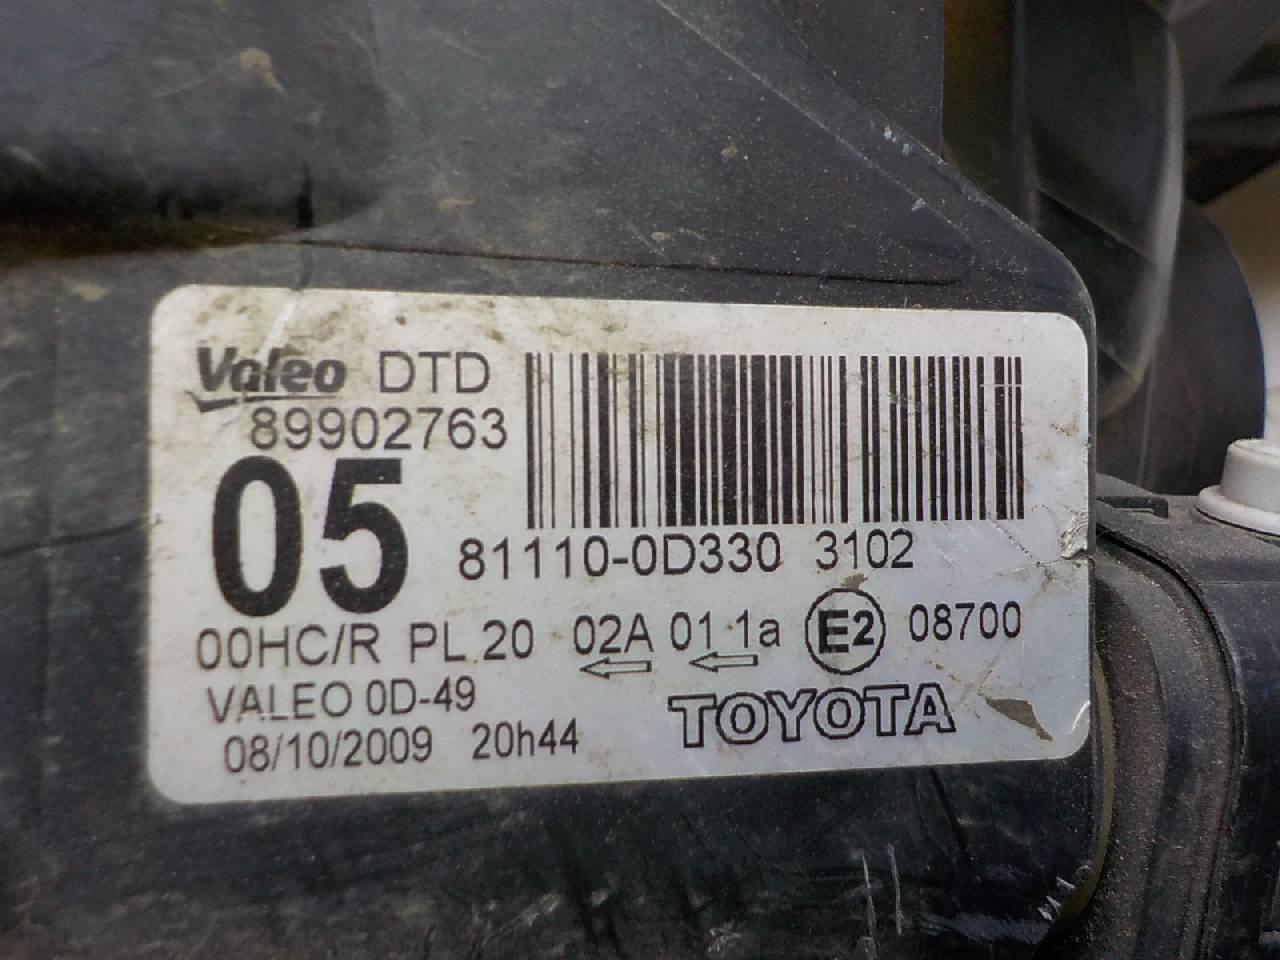 Valeo DTD
89902763
05
81110-0D330 3102
00HC/R PL 20 02A 01 1a E2 08700
VALEO 0D-49
TOYOTA
08/10/2009 20h44